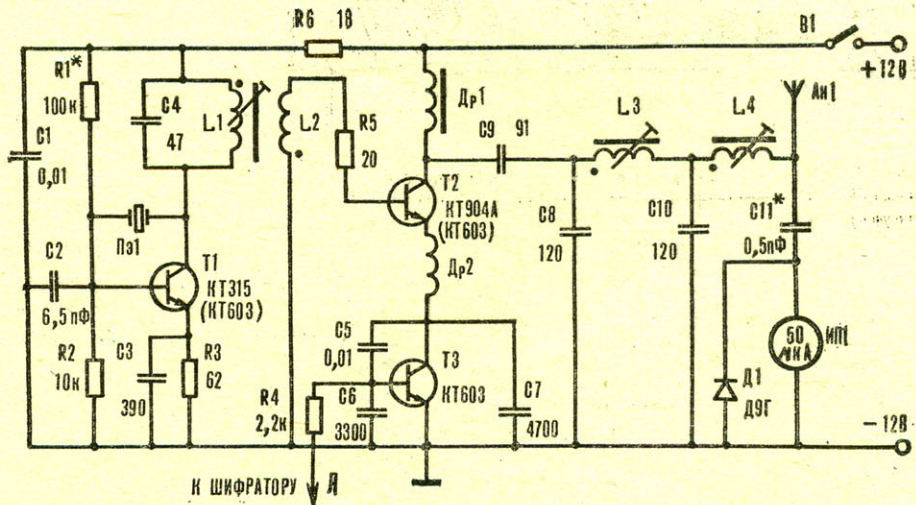 R6 18
В1
+12В
R1*
100к
C4
47
L1
L2
R5
20
Др1
C9 91
L3
L4
Ан1
C1
0,01
T2
КТ904А
(КТ603)
C8
120
C10
120
C11*
0,5пФ
Пэ1
C2
6,5пФ
T1
КТ315
(КТ603)
Др2
R2
10к
C3
390
R3
62
C5
0,01
T3
КТ603
50
мкА
ИП1
R4
2,2к
C6
3300
C7
4700
Д1
Д9Г
–12В
К ШИФРАТОРУ
А